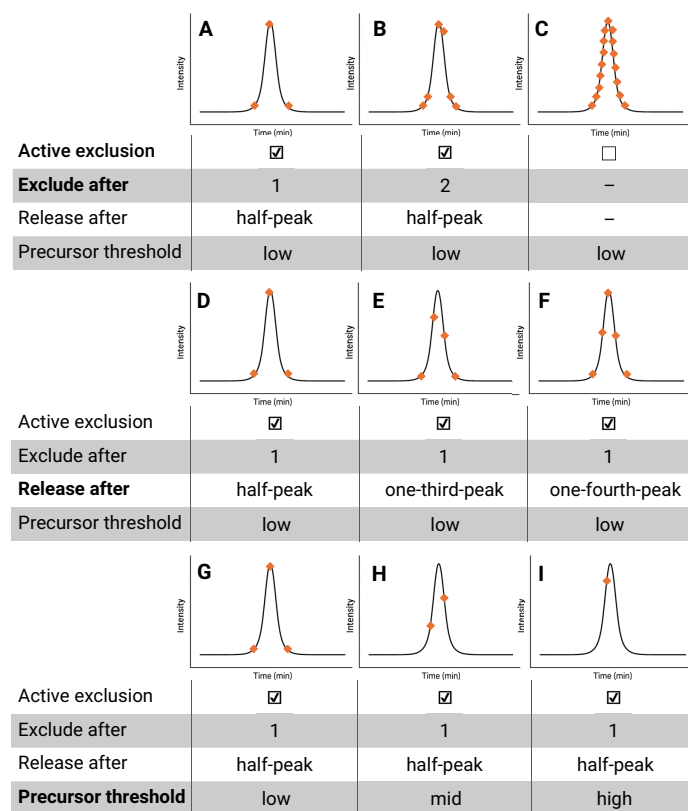 A B C
Intensity Intensity Intensity
Time (min) Time (min) Time (min)
Active exclusion ☑ ☑ ☐
Exclude after 1 2 –
Release after half-peak half-peak –
Precursor threshold low low low
D E F
Intensity Intensity Intensity
Time (min) Time (min) Time (min)
Active exclusion ☑ ☑ ☑
Exclude after 1 1 1
Release after half-peak one-third-peak one-fourth-peak
Precursor threshold low low low
G H I
Intensity Intensity Intensity
Time (min) Time (min) Time (min)
Active exclusion ☑ ☑ ☑
Exclude after 1 1 1
Release after half-peak half-peak half-peak
Precursor threshold low mid high